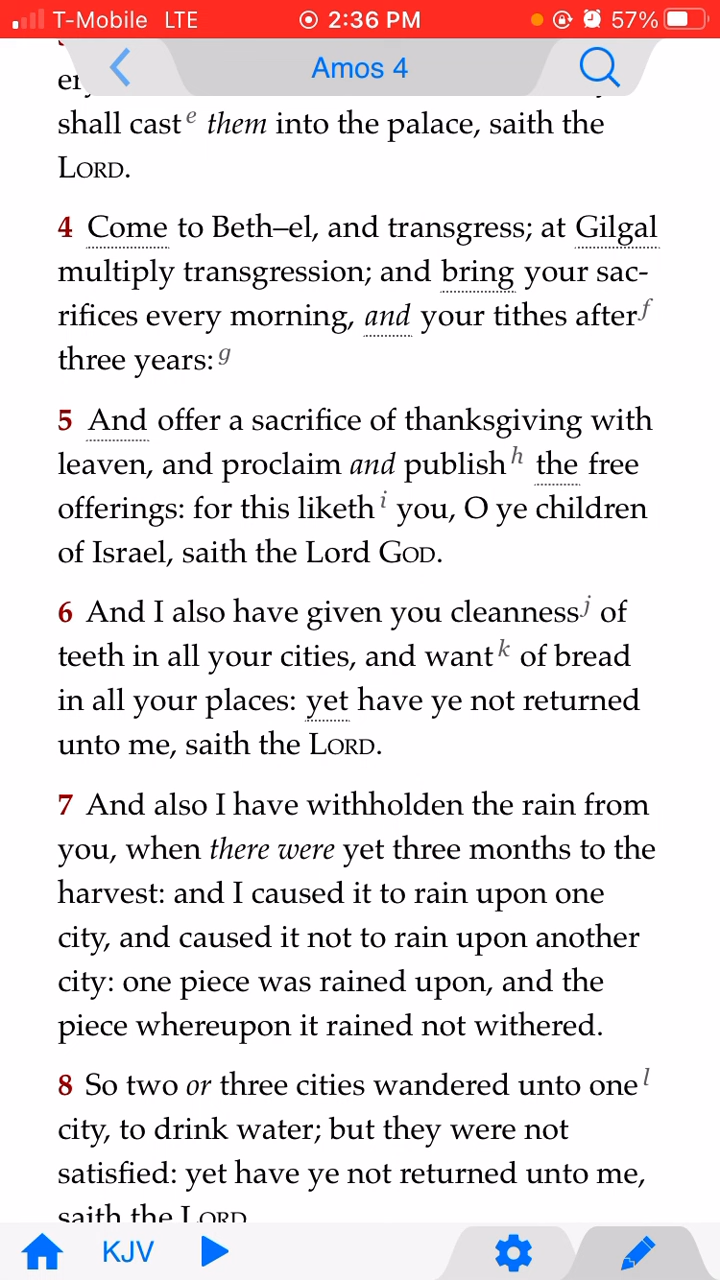 T-Mobile LTE 2:36 PM 57%
Amos 4
shall cast e them into the palace, saith the
LORD.
4 Come to Beth–el, and transgress; at Gilgal
multiply transgression; and bring your sac-
rifices every morning, and your tithes after f
three years: g
5 And offer a sacrifice of thanksgiving with
leaven, and proclaim and publish h the free
offerings: for this liketh i you, O ye children
of Israel, saith the Lord GOD.
6 And I also have given you cleanness j of
teeth in all your cities, and want k of bread
in all your places: yet have ye not returned
unto me, saith the LORD.
7 And also I have withholden the rain from
you, when there were yet three months to the
harvest: and I caused it to rain upon one
city, and caused it not to rain upon another
city: one piece was rained upon, and the
piece whereupon it rained not withered.
8 So two or three cities wandered unto one l
city, to drink water; but they were not
satisfied: yet have ye not returned unto me,
saith the LORD
KJV